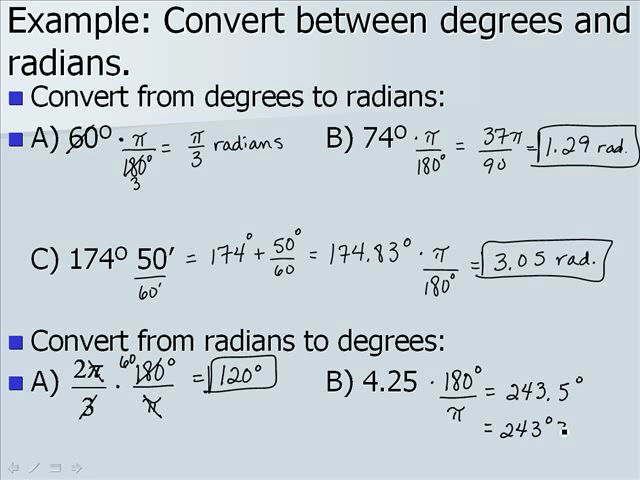 Example: Convert between degrees and
radians.
Convert from degrees to radians:
A) 60° · π/180° 3 = π/3 radians
B) 74° · π/180° = 37π/90 = 1.29 rad.
C) 174° 50′/60′ = 174° + 50°/60 = 174.83° · π/180° = 3.05 rad.
Convert from radians to degrees:
A) 2π/3 · 60 180°/π = 120°
B) 4.25 · 180°/π = 243.5°
= 243°